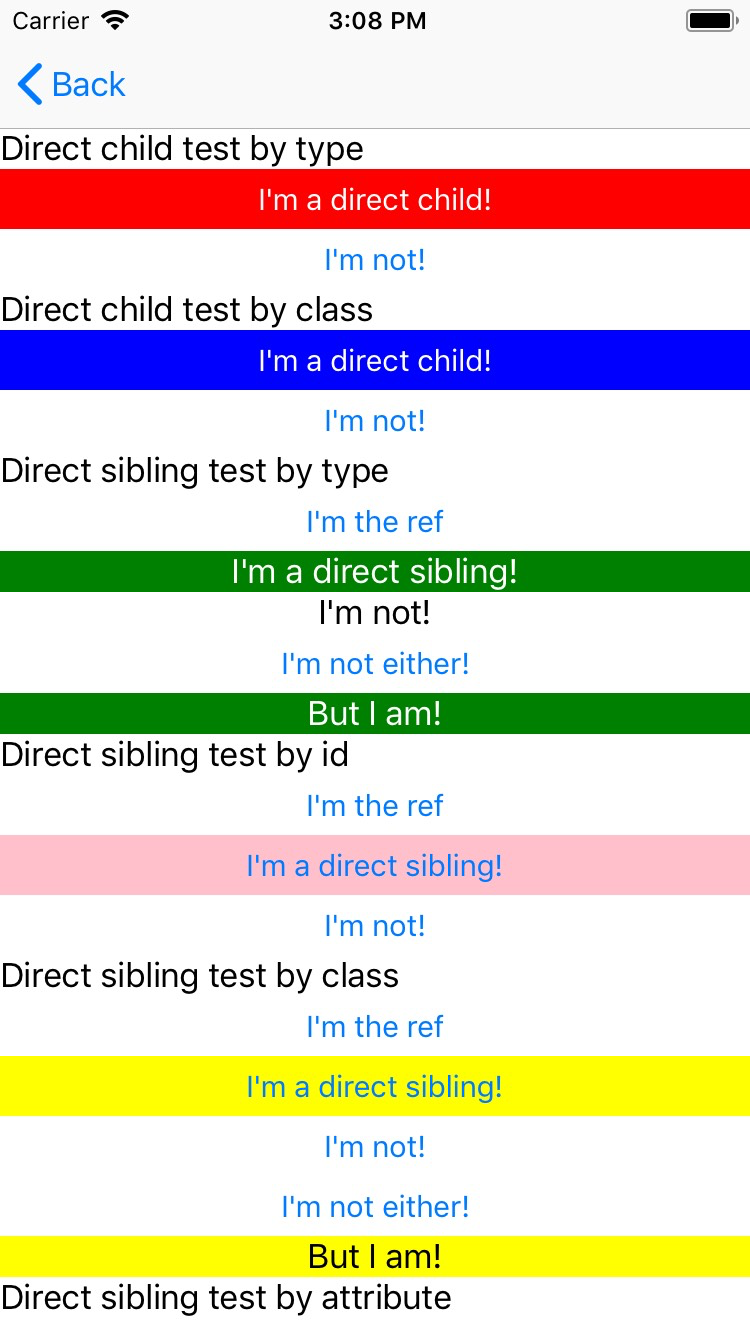 Carrier 3:08 PM
Back
Direct child test by type
I'm a direct child!
I'm not!
Direct child test by class
I'm a direct child!
I'm not!
Direct sibling test by type
I'm the ref
I'm a direct sibling!
I'm not!
I'm not either!
But I am!
Direct sibling test by id
I'm the ref
I'm a direct sibling!
I'm not!
Direct sibling test by class
I'm the ref
I'm a direct sibling!
I'm not!
I'm not either!
But I am!
Direct sibling test by attribute